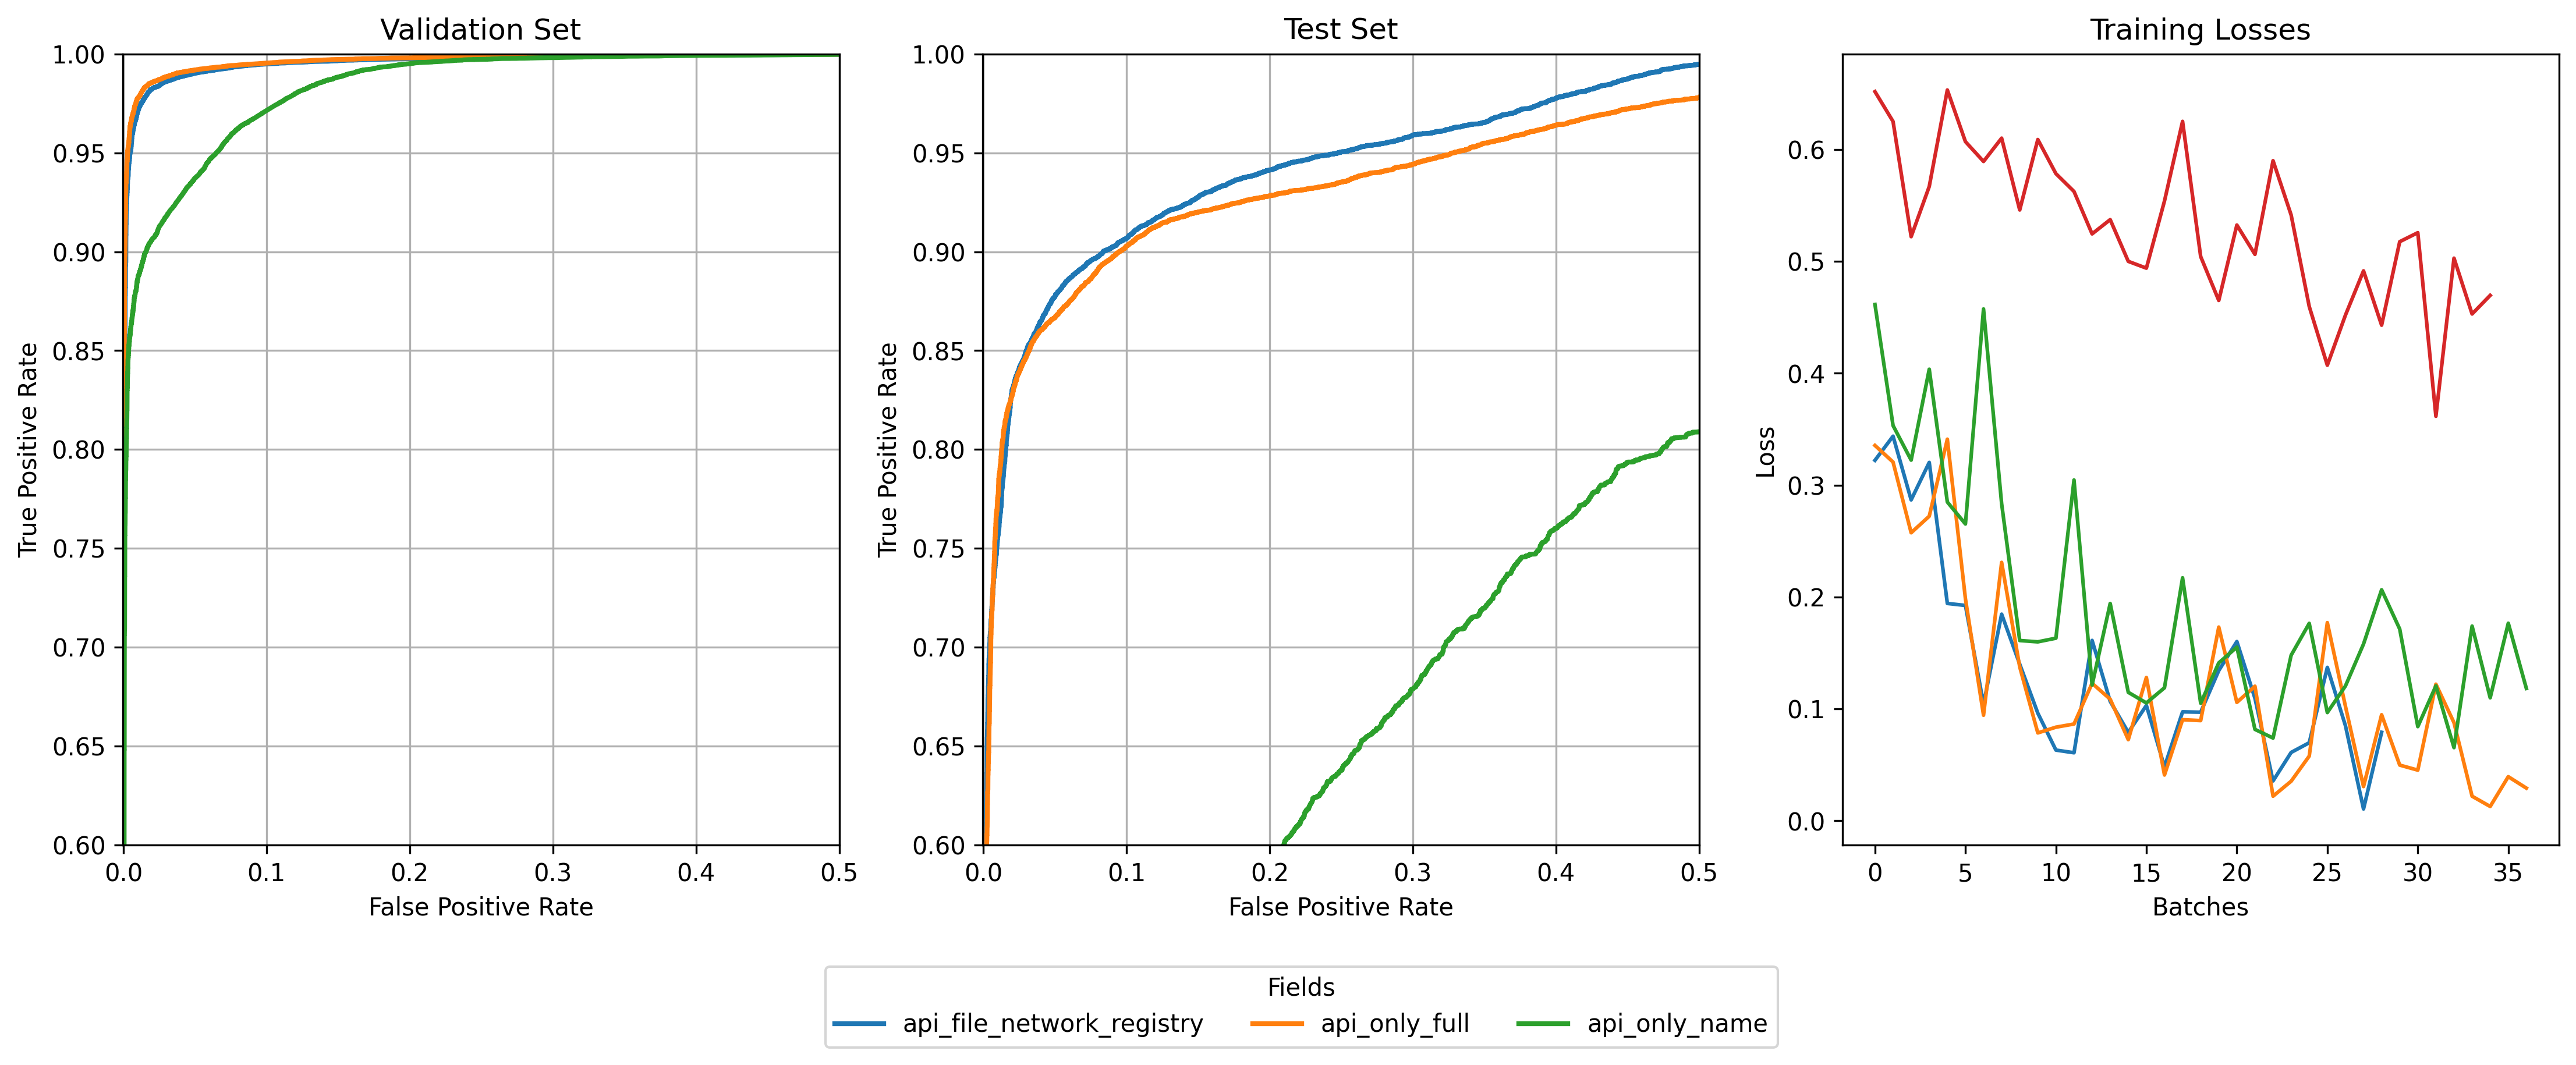 Validation Set
1.00
0.95
0.90
0.85
0.80
0.75
0.70
0.65
0.60
True Positive Rate
0.0 0.1 0.2 0.3 0.4 0.5
False Positive Rate
Test Set
1.00
0.95
0.90
0.85
0.80
0.75
0.70
0.65
0.60
True Positive Rate
0.0 0.1 0.2 0.3 0.4 0.5
False Positive Rate
Training Losses
0.6
0.5
0.4
0.3
0.2
0.1
0.0
Loss
0 5 10 15 20 25 30 35
Batches
Fields
api_file_network_registry api_only_full api_only_name